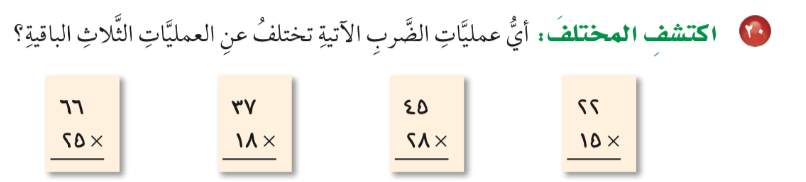 ٢٠ اكتشفِ المختلفَ: أيُّ عمليَّاتِ الضَّربِ الآتيةِ تختلفُ عنِ العمليَّاتِ الثَّلاثِ الباقيةِ؟
٢٢ ٤٥ ٣٧ ٦٦
١٥ × ٢٨ × ١٨ × ٢٥ ×